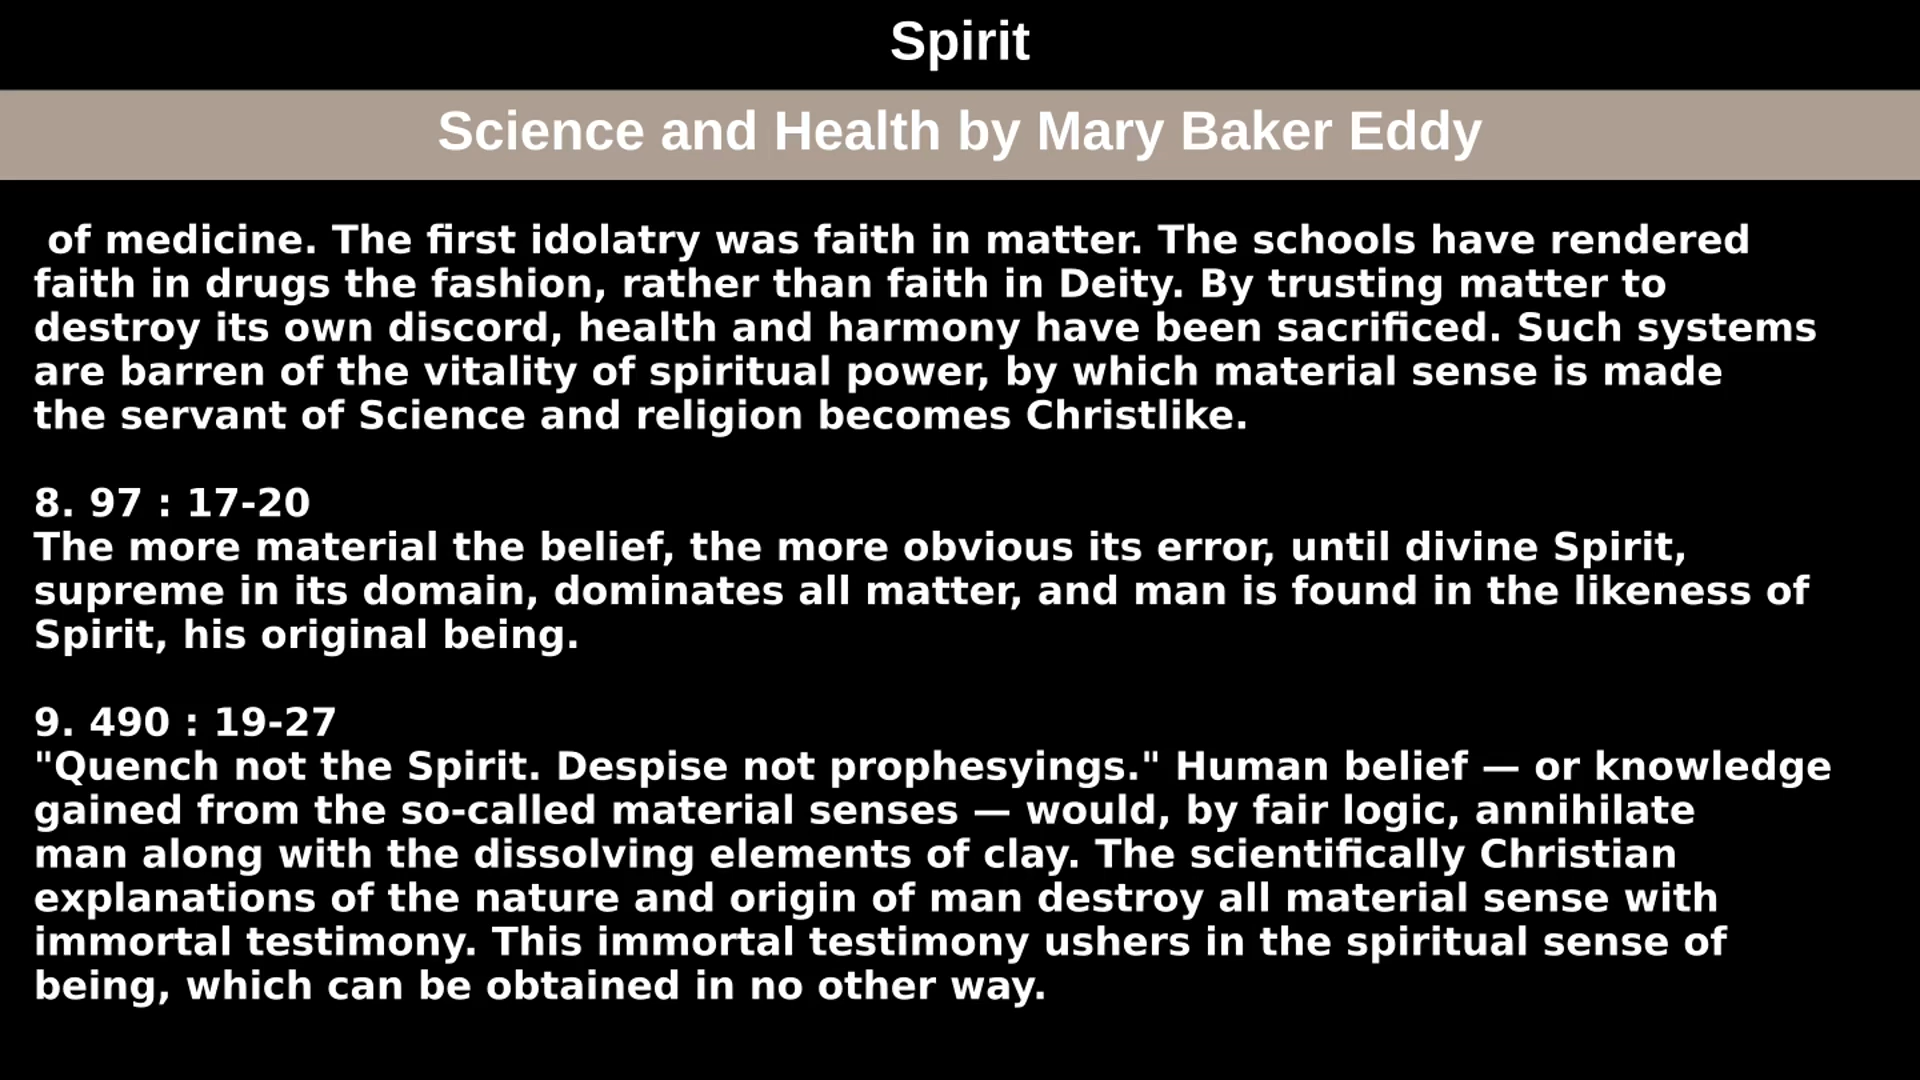 Spirit
Science and Health by Mary Baker Eddy
of medicine. The first idolatry was faith in matter. The schools have rendered
faith in drugs the fashion, rather than faith in Deity. By trusting matter to
destroy its own discord, health and harmony have been sacrificed. Such systems
are barren of the vitality of spiritual power, by which material sense is made
the servant of Science and religion becomes Christlike.
8. 97 : 17-20
The more material the belief, the more obvious its error, until divine Spirit,
supreme in its domain, dominates all matter, and man is found in the likeness of
Spirit, his original being.
9. 490 : 19-27
"Quench not the Spirit. Despise not prophesyings." Human belief — or knowledge
gained from the so-called material senses — would, by fair logic, annihilate
man along with the dissolving elements of clay. The scientifically Christian
explanations of the nature and origin of man destroy all material sense with
immortal testimony. This immortal testimony ushers in the spiritual sense of
being, which can be obtained in no other way.